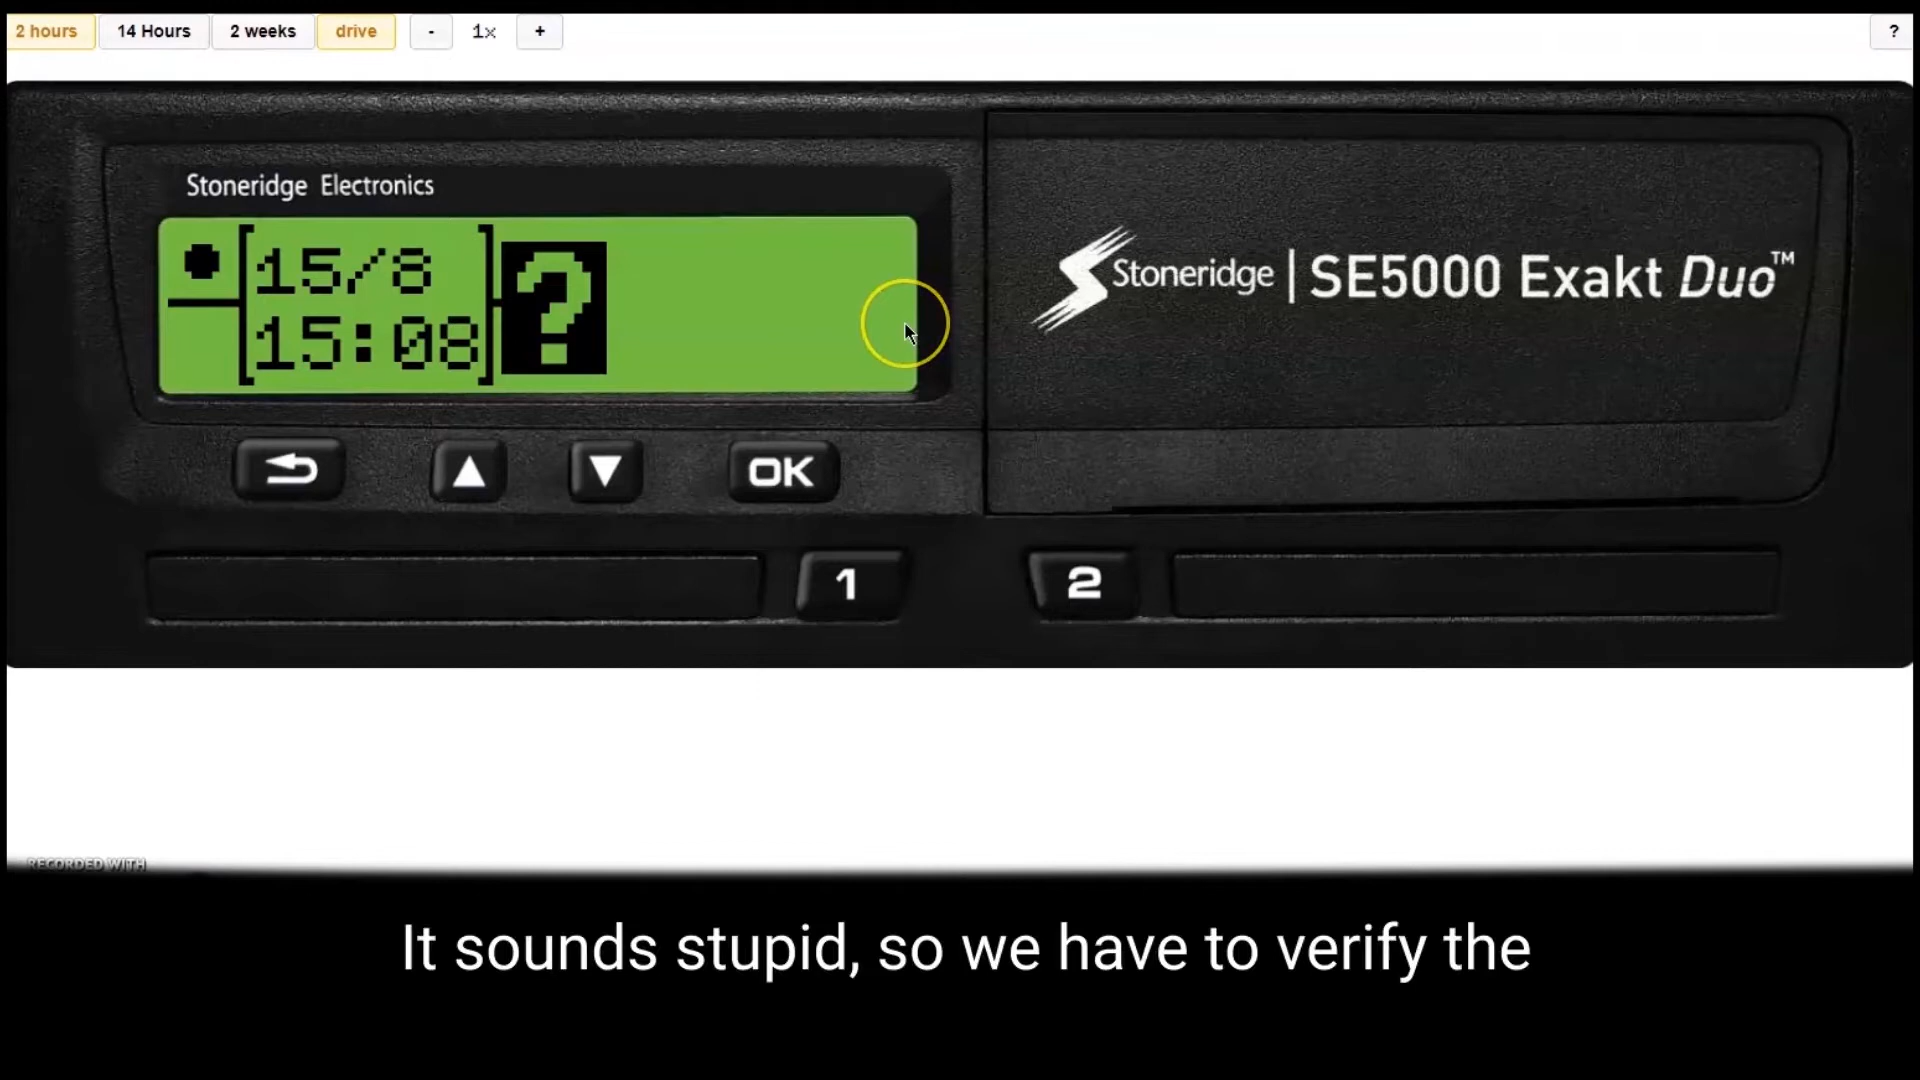 2 hours 14 Hours 2 weeks drive - 1x + ?
Stoneridge Electronics
15/8
15:08
?
Stoneridge | SE5000 Exakt Duo™
OK
1 2
RECORDED WITH
It sounds stupid, so we have to verify the